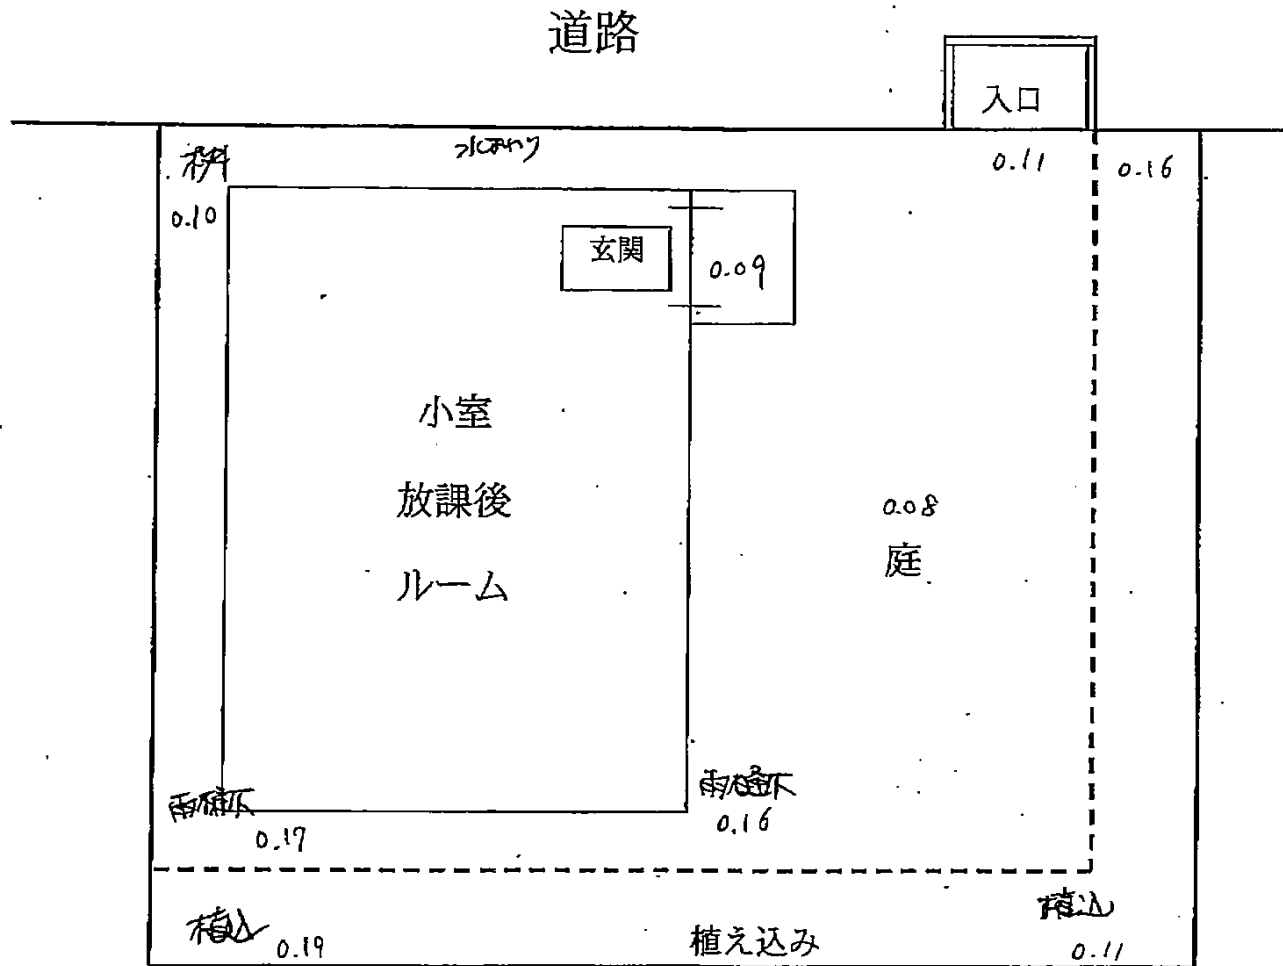 道路
入口
枡
水たまり
0.11
0.16
0.10
玄関
0.09
小室
放課後
ルーム
0.08
庭
雨樋下
0.17
雨樋下
0.16
植込
0.19
植え込み
植込
0.11